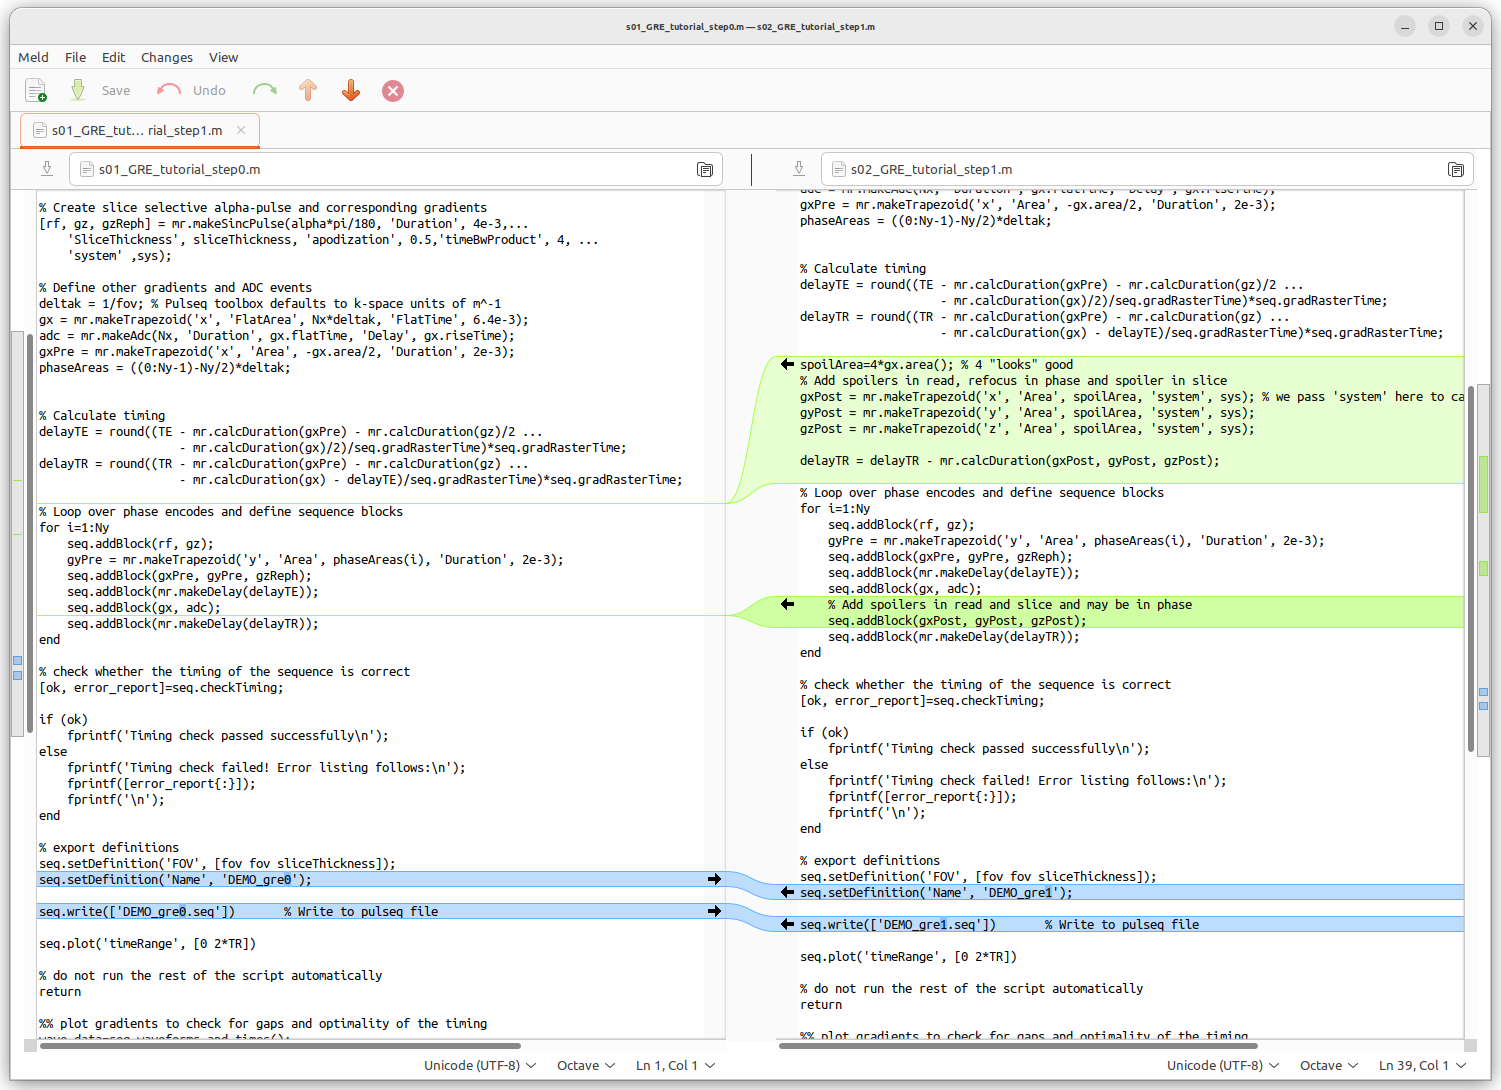 s01_GRE_tutorial_step0.m — s02_GRE_tutorial_step1.m
Meld File Edit Changes View
Save Undo
s01_GRE_tut... rial_step1.m
s01_GRE_tutorial_step0.m
% Create slice selective alpha-pulse and corresponding gradients
[rf, gz, gzReph] = mr.makeSincPulse(alpha*pi/180, 'Duration', 4e-3,...
    'SliceThickness', sliceThickness, 'apodization', 0.5,'timeBwProduct', 4, ...
    'system' ,sys);
% Define other gradients and ADC events
deltak = 1/fov; % Pulseq toolbox defaults to k-space units of m^-1
gx = mr.makeTrapezoid('x', 'FlatArea', Nx*deltak, 'FlatTime', 6.4e-3);
adc = mr.makeAdc(Nx, 'Duration', gx.flatTime, 'Delay', gx.riseTime);
gxPre = mr.makeTrapezoid('x', 'Area', -gx.area/2, 'Duration', 2e-3);
phaseAreas = ((0:Ny-1)-Ny/2)*deltak;
% Calculate timing
delayTE = round((TE - mr.calcDuration(gxPre) - mr.calcDuration(gz)/2 ...
                    - mr.calcDuration(gx)/2)/seq.gradRasterTime)*seq.gradRasterTime;
delayTR = round((TR - mr.calcDuration(gxPre) - mr.calcDuration(gz) ...
                    - mr.calcDuration(gx) - delayTE)/seq.gradRasterTime)*seq.gradRasterTime;
% Loop over phase encodes and define sequence blocks
for i=1:Ny
    seq.addBlock(rf, gz);
    gyPre = mr.makeTrapezoid('y', 'Area', phaseAreas(i), 'Duration', 2e-3);
    seq.addBlock(gxPre, gyPre, gzReph);
    seq.addBlock(mr.makeDelay(delayTE));
    seq.addBlock(gx, adc);
    seq.addBlock(mr.makeDelay(delayTR));
end
% check whether the timing of the sequence is correct
[ok, error_report]=seq.checkTiming;
if (ok)
    fprintf('Timing check passed successfully\n');
else
    fprintf('Timing check failed! Error listing follows:\n');
    fprintf([error_report{:}]);
    fprintf('\n');
end
% export definitions
seq.setDefinition('FOV', [fov fov sliceThickness]);
seq.setDefinition('Name', 'DEMO_gre0');
seq.write(['DEMO_gre0.seq'])       % Write to pulseq file
seq.plot('timeRange', [0 2*TR])
% do not run the rest of the script automatically
return
%% plot gradients to check for gaps and optimality of the timing
Unicode (UTF-8) Octave Ln 1, Col 1
s02_GRE_tutorial_step1.m
adc = mr.makeAdc(Nx, 'Duration', gx.flatTime, 'Delay', gx.riseTime);
gxPre = mr.makeTrapezoid('x', 'Area', -gx.area/2, 'Duration', 2e-3);
phaseAreas = ((0:Ny-1)-Ny/2)*deltak;
% Calculate timing
delayTE = round((TE - mr.calcDuration(gxPre) - mr.calcDuration(gz)/2 ...
                    - mr.calcDuration(gx)/2)/seq.gradRasterTime)*seq.gradRasterTime;
delayTR = round((TR - mr.calcDuration(gxPre) - mr.calcDuration(gz) ...
                    - mr.calcDuration(gx) - delayTE)/seq.gradRasterTime)*seq.gradRasterTime;
spoilArea=4*gx.area(); % 4 "looks" good
% Add spoilers in read, refocus in phase and spoiler in slice
gxPost = mr.makeTrapezoid('x', 'Area', spoilArea, 'system', sys); % we pass 'system' here to ca
gyPost = mr.makeTrapezoid('y', 'Area', spoilArea, 'system', sys);
gzPost = mr.makeTrapezoid('z', 'Area', spoilArea, 'system', sys);
delayTR = delayTR - mr.calcDuration(gxPost, gyPost, gzPost);
% Loop over phase encodes and define sequence blocks
for i=1:Ny
    seq.addBlock(rf, gz);
    gyPre = mr.makeTrapezoid('y', 'Area', phaseAreas(i), 'Duration', 2e-3);
    seq.addBlock(gxPre, gyPre, gzReph);
    seq.addBlock(mr.makeDelay(delayTE));
    seq.addBlock(gx, adc);
    % Add spoilers in read and slice and may be in phase
    seq.addBlock(gxPost, gyPost, gzPost);
    seq.addBlock(mr.makeDelay(delayTR));
end
% check whether the timing of the sequence is correct
[ok, error_report]=seq.checkTiming;
if (ok)
    fprintf('Timing check passed successfully\n');
else
    fprintf('Timing check failed! Error listing follows:\n');
    fprintf([error_report{:}]);
    fprintf('\n');
end
% export definitions
seq.setDefinition('FOV', [fov fov sliceThickness]);
seq.setDefinition('Name', 'DEMO_gre1');
seq.write(['DEMO_gre1.seq'])       % Write to pulseq file
seq.plot('timeRange', [0 2*TR])
% do not run the rest of the script automatically
return
%% plot gradients to check for gaps and optimality of the timing
Unicode (UTF-8) Octave Ln 39, Col 1